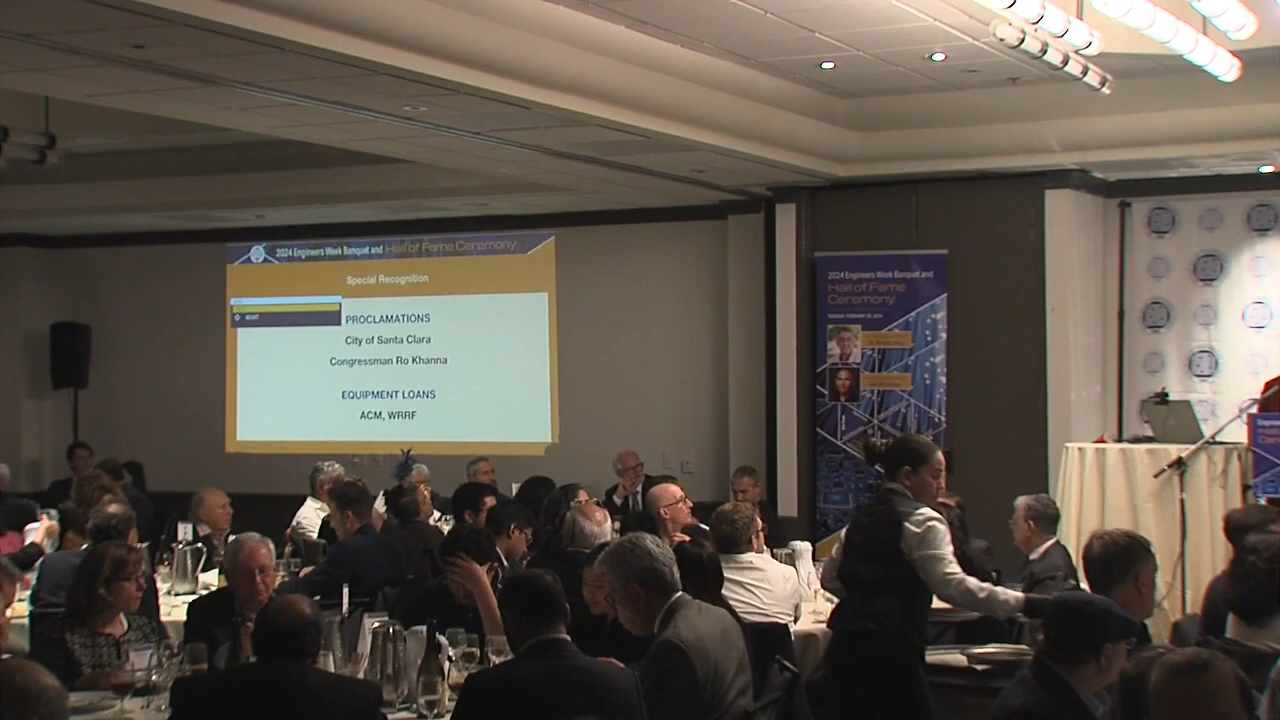 2024 Engineers Week Banquet and Hall of Fame Ceremony
Special Recognition
PROCLAMATIONS
City of Santa Clara
Congressman Ro Khanna
EQUIPMENT LOANS
ACM, WRRF
2024 Engineers Week Banquet and
Hall of Fame
Ceremony